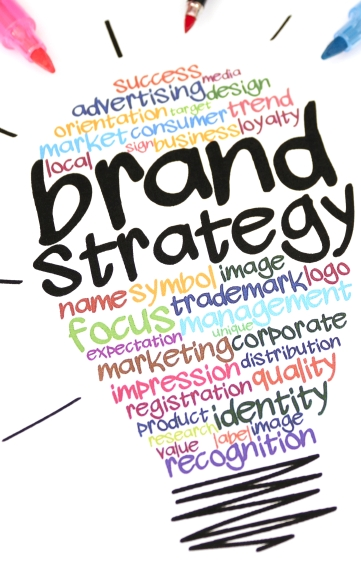 success media
advertising design
orientation target trend
market consumer loyalty
sign business
local
brand
strategy
name symbol image
trademark logo
focus management
expectation unique
marketing corporate
impression distribution
registration quality
product identity
research
value label image
recognition